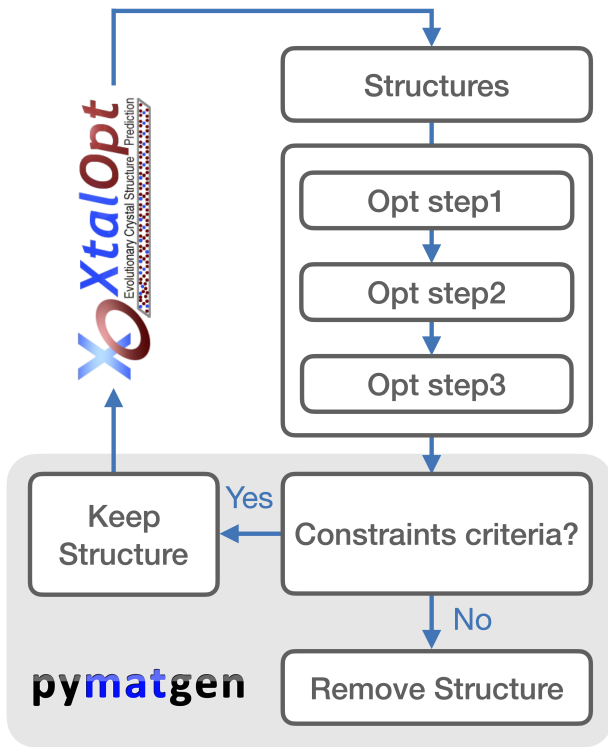 Structures
XtalOpt
Evolutionary Crystal Structure Prediction
XO
Opt step1
Opt step2
Opt step3
Constraints criteria?
Yes
Keep
Structure
No
Remove Structure
pymatgen